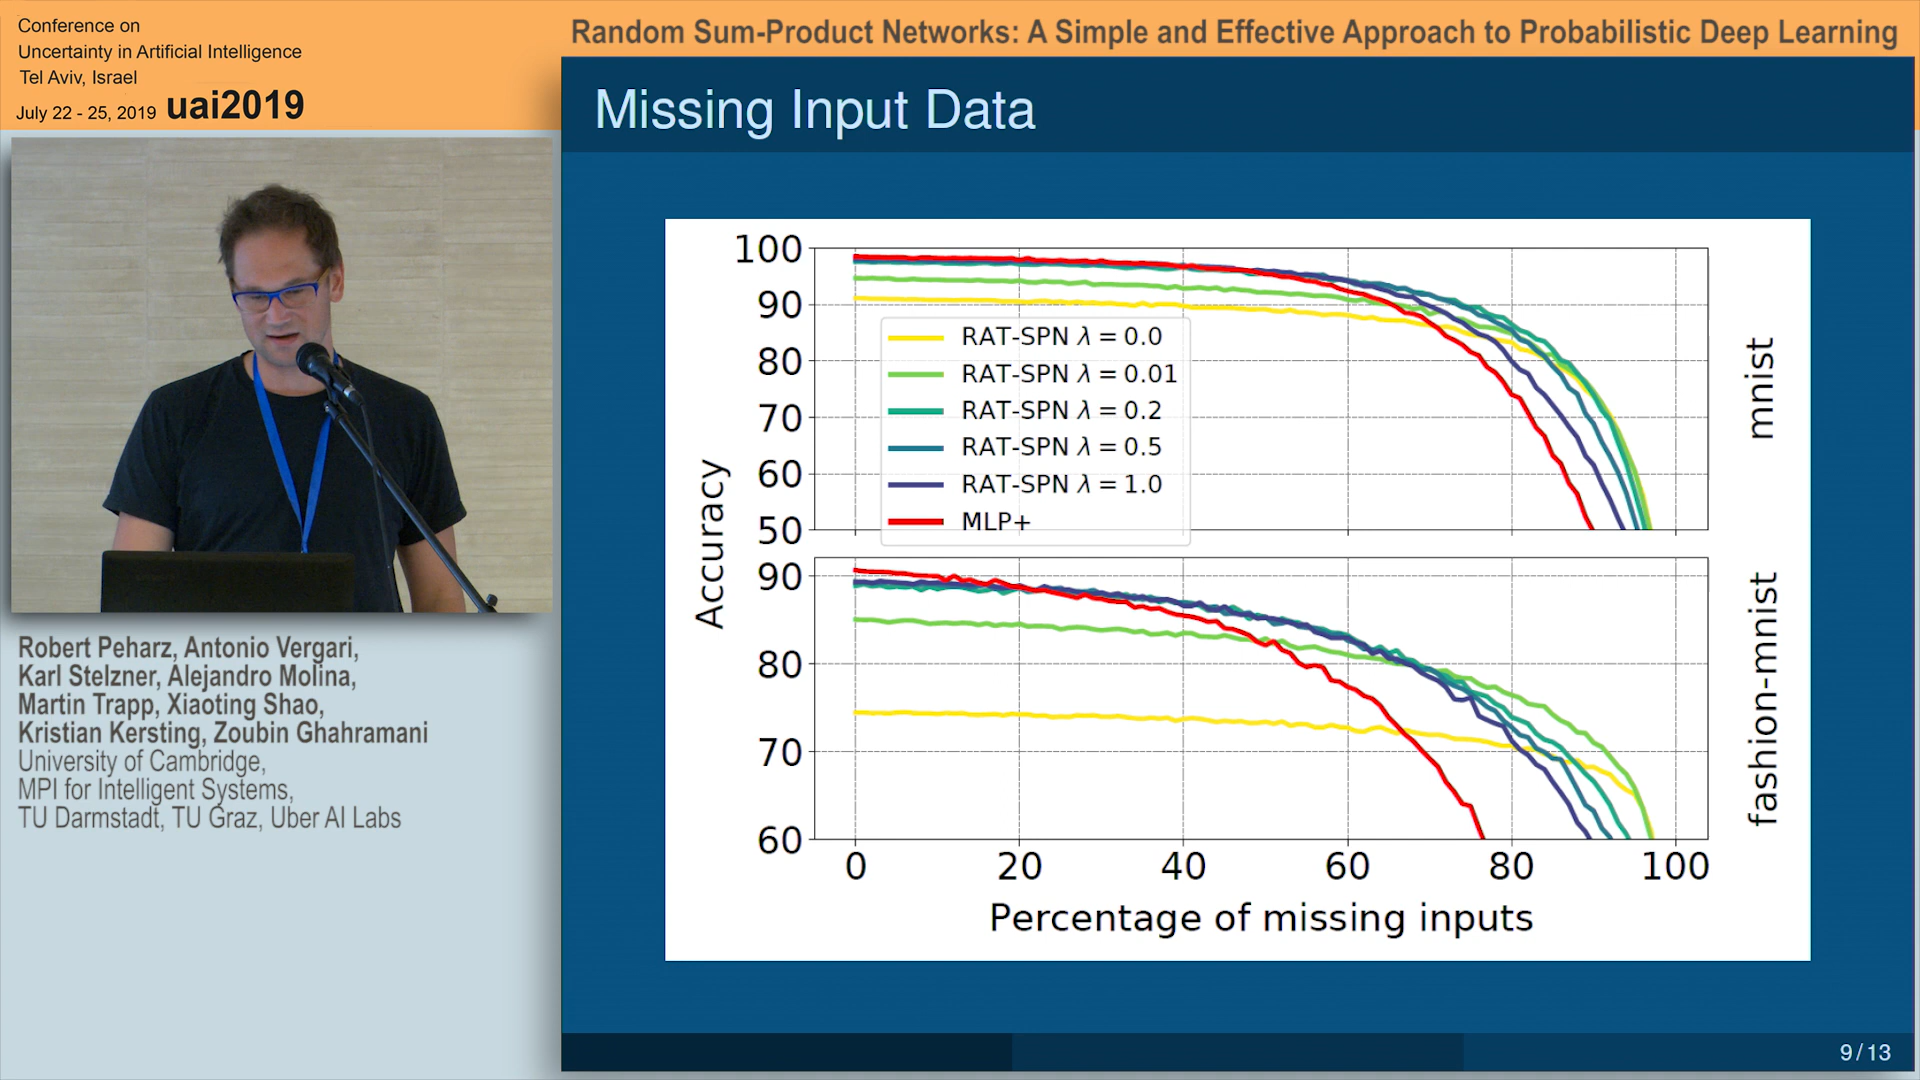 Conference on
Uncertainty in Artificial Intelligence
Tel Aviv, Israel
July 22 - 25, 2019 uai2019
Random Sum-Product Networks: A Simple and Effective Approach to Probabilistic Deep Learning
Missing Input Data
100
90
80
70
60
50
RAT-SPN λ = 0.0
RAT-SPN λ = 0.01
RAT-SPN λ = 0.2
RAT-SPN λ = 0.5
RAT-SPN λ = 1.0
MLP+
mnist
Accuracy
90
80
70
60
fashion-mnist
0 20 40 60 80 100
Percentage of missing inputs
9 / 13
Robert Peharz, Antonio Vergari,
Karl Stelzner, Alejandro Molina,
Martin Trapp, Xiaoting Shao,
Kristian Kersting, Zoubin Ghahramani
University of Cambridge,
MPI for Intelligent Systems,
TU Darmstadt, TU Graz, Uber AI Labs